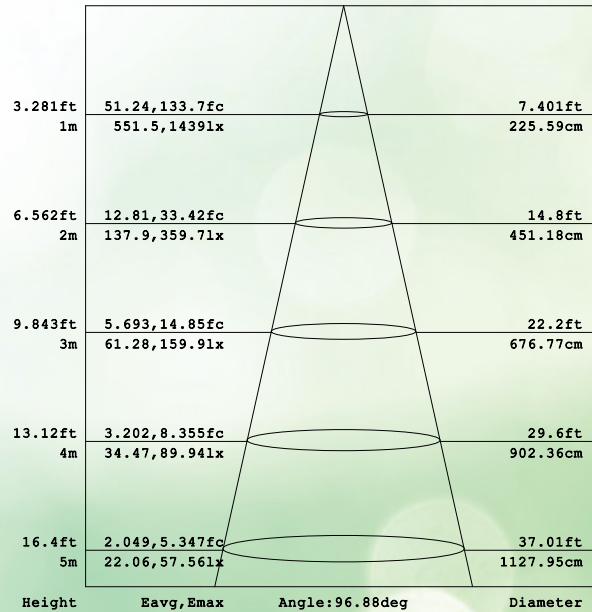 3.281ft 51.24,133.7fc 7.401ft
1m 551.5,1439lx 225.59cm
6.562ft 12.81,33.42fc 14.8ft
2m 137.9,359.7lx 451.18cm
9.843ft 5.693,14.85fc 22.2ft
3m 61.28,159.9lx 676.77cm
13.12ft 3.202,8.355fc 29.6ft
4m 34.47,89.94lx 902.36cm
16.4ft 2.049,5.347fc 37.01ft
5m 22.06,57.56lx 1127.95cm
Height Eavg,Emax Angle:96.88deg Diameter